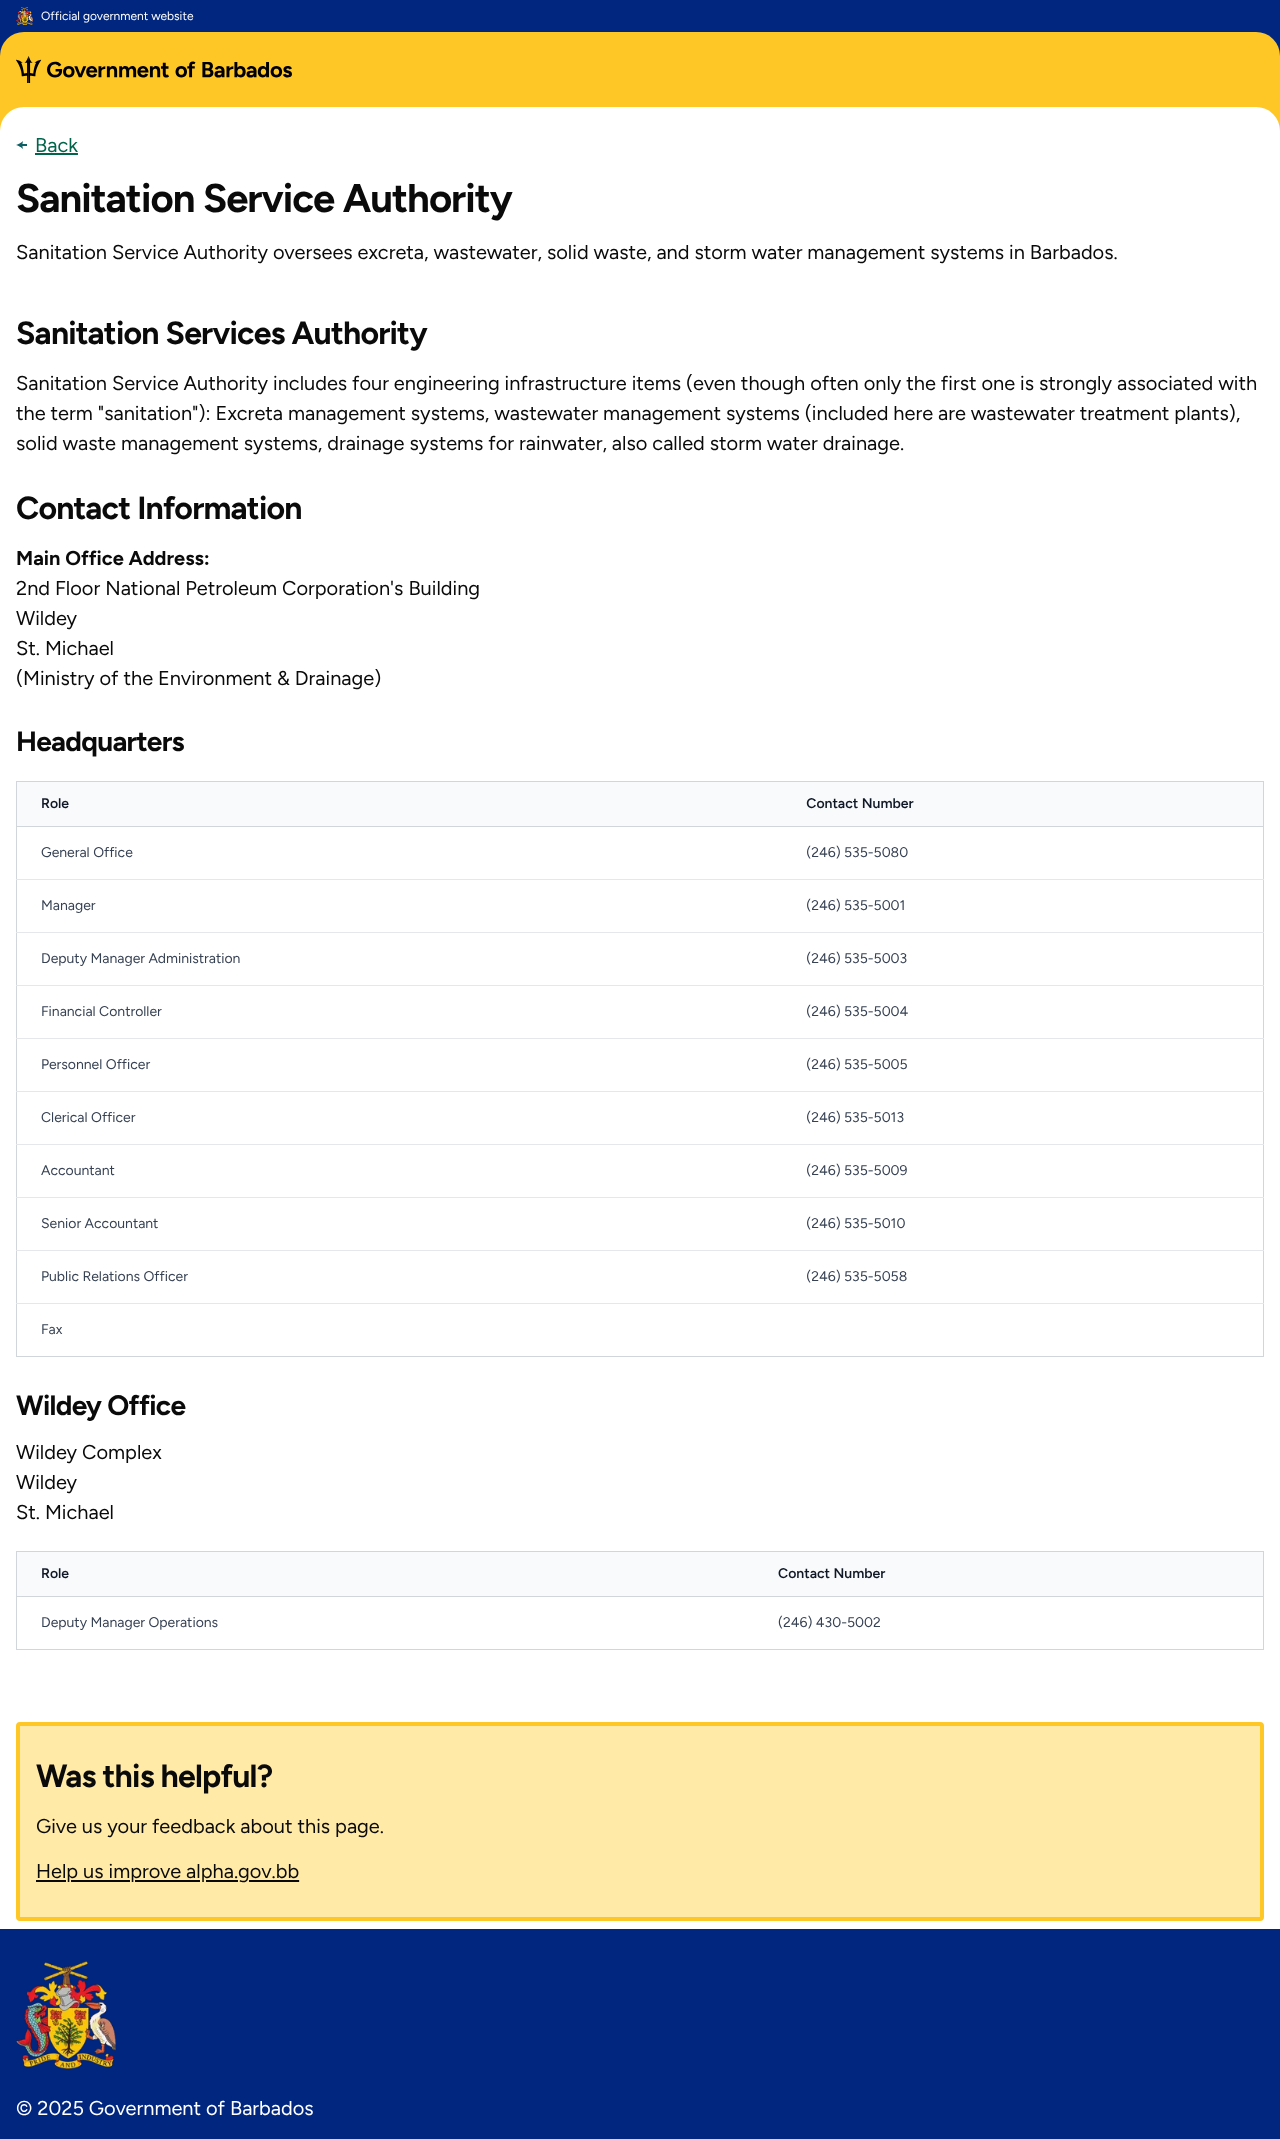 Official government website
Government of Barbados
Back
Sanitation Service Authority
Sanitation Service Authority oversees excreta, wastewater, solid waste, and storm water management systems in Barbados.
Sanitation Services Authority
Sanitation Service Authority includes four engineering infrastructure items (even though often only the first one is strongly associated with
the term "sanitation"): Excreta management systems, wastewater management systems (included here are wastewater treatment plants),
solid waste management systems, drainage systems for rainwater, also called storm water drainage.
Contact Information
Main Office Address:
2nd Floor National Petroleum Corporation's Building
Wildey
St. Michael
(Ministry of the Environment & Drainage)
Headquarters
Role Contact Number
General Office (246) 535-5080
Manager (246) 535-5001
Deputy Manager Administration (246) 535-5003
Financial Controller (246) 535-5004
Personnel Officer (246) 535-5005
Clerical Officer (246) 535-5013
Accountant (246) 535-5009
Senior Accountant (246) 535-5010
Public Relations Officer (246) 535-5058
Fax
Wildey Office
Wildey Complex
Wildey
St. Michael
Role Contact Number
Deputy Manager Operations (246) 430-5002
Was this helpful?
Give us your feedback about this page.
Help us improve alpha.gov.bb
PRIDE AND INDUSTRY
© 2025 Government of Barbados